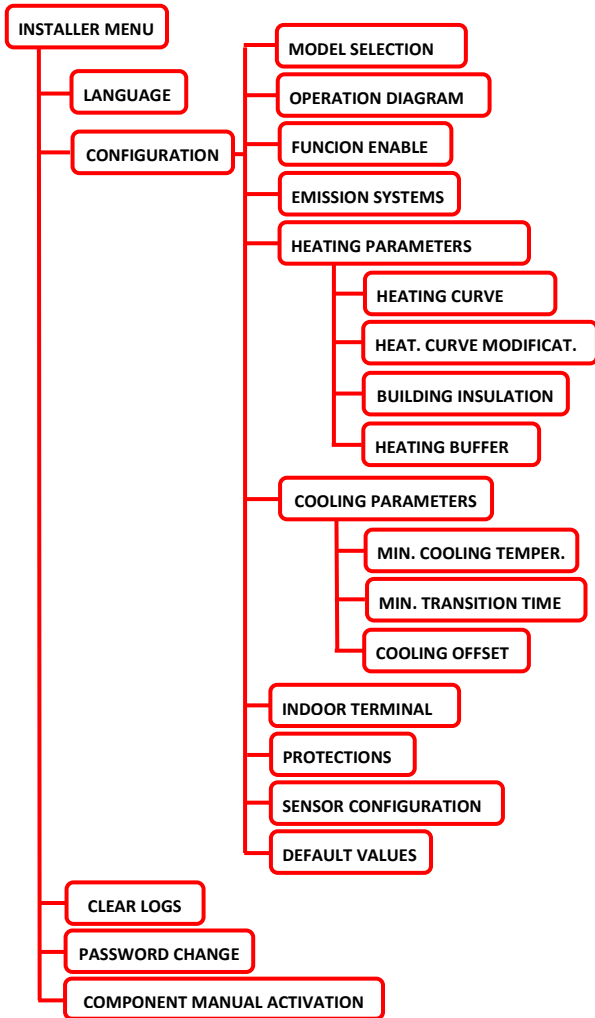 INSTALLER MENU
LANGUAGE
CONFIGURATION
MODEL SELECTION
OPERATION DIAGRAM
FUNCION ENABLE
EMISSION SYSTEMS
HEATING PARAMETERS
HEATING CURVE
HEAT. CURVE MODIFICAT.
BUILDING INSULATION
HEATING BUFFER
COOLING PARAMETERS
MIN. COOLING TEMPER.
MIN. TRANSITION TIME
COOLING OFFSET
INDOOR TERMINAL
PROTECTIONS
SENSOR CONFIGURATION
DEFAULT VALUES
CLEAR LOGS
PASSWORD CHANGE
COMPONENT MANUAL ACTIVATION